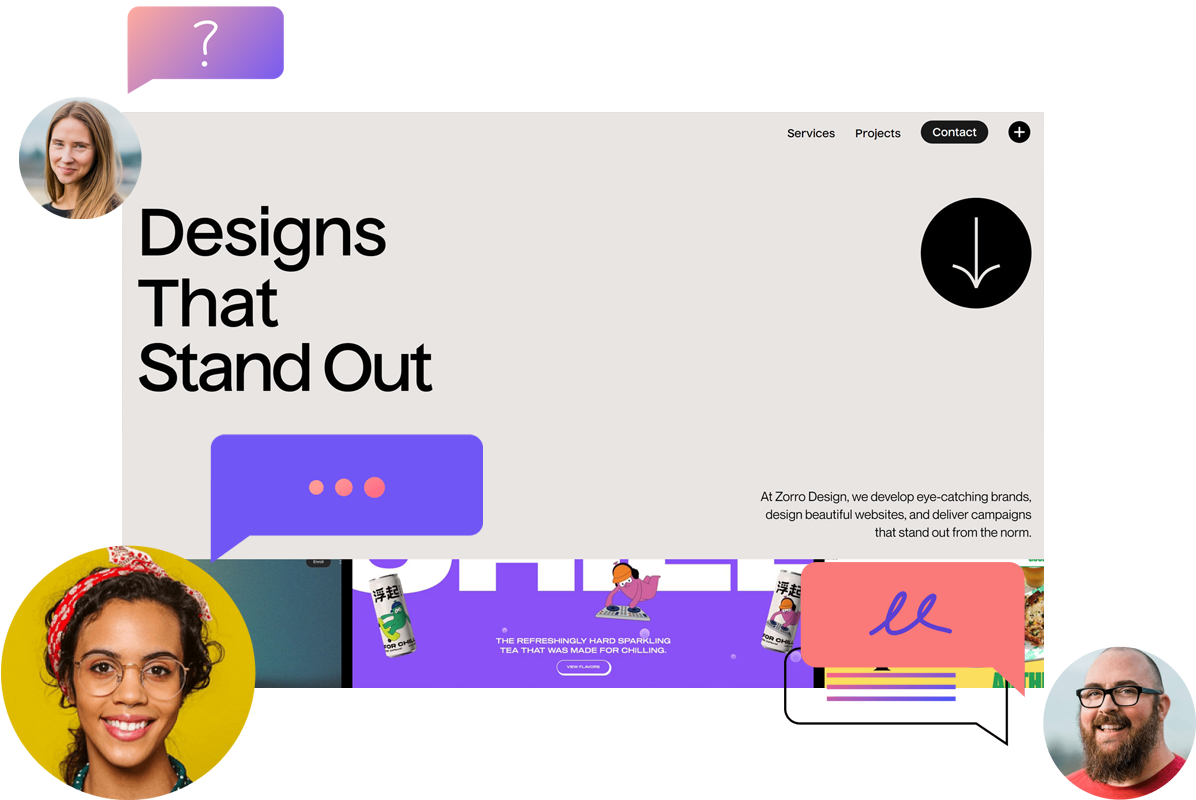 ?
Services Projects Contact +
Designs
That
Stand Out
At Zorro Design, we develop eye-catching brands,
design beautiful websites, and deliver campaigns
that stand out from the norm.
Enroll
浮起
FOR CHILL
THE REFRESHINGLY HARD SPARKLING
TEA THAT WAS MADE FOR CHILLING.
VIEW FLAVORS
浮起
FOR CHILL